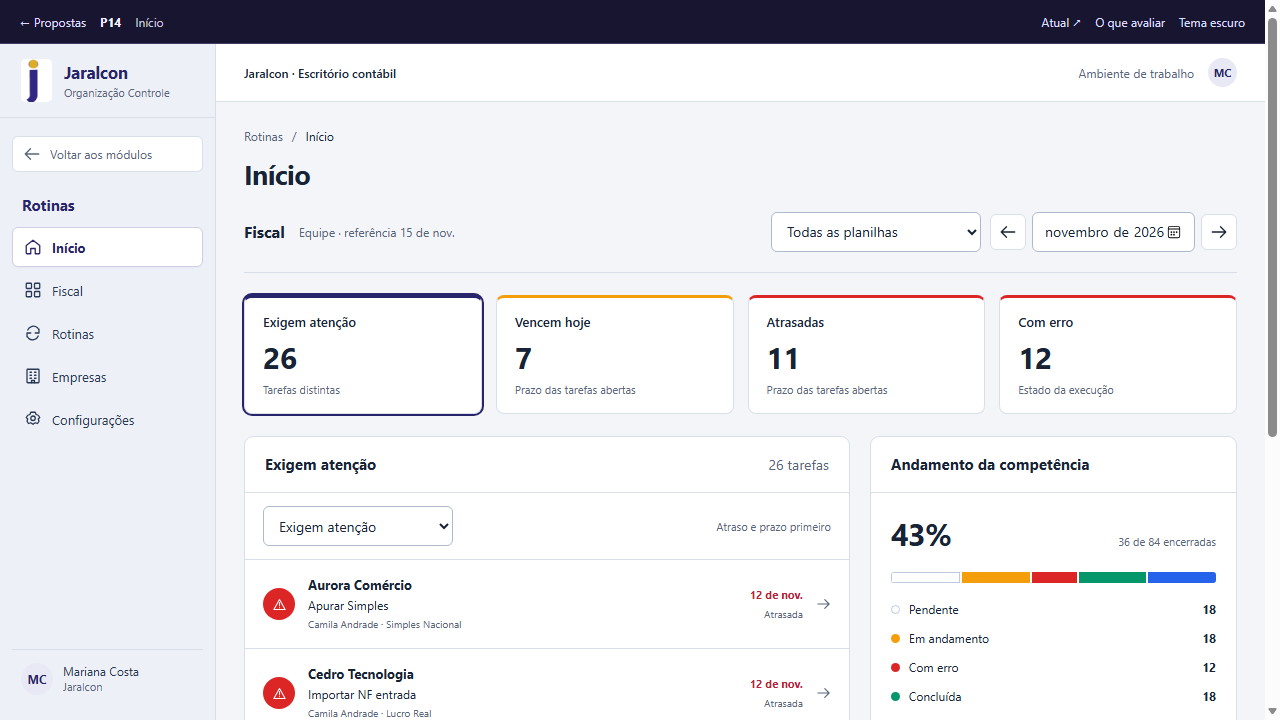 ← Propostas P14 Início
Atual ↗ O que avaliar Tema escuro
j
Jaralcon
Organização Controle
Jaralcon · Escritório contábil
Ambiente de trabalho MC
← Voltar aos módulos
Rotinas
Início
Fiscal
Rotinas
Empresas
Configurações
MC
Mariana Costa
Jaralcon
Rotinas / Início
Início
Fiscal Equipe · referência 15 de nov.
Todas as planilhas
← novembro de 2026 →
Exigem atenção
26
Tarefas distintas
Vencem hoje
7
Prazo das tarefas abertas
Atrasadas
11
Prazo das tarefas abertas
Com erro
12
Estado da execução
Exigem atenção 26 tarefas
Exigem atenção Atraso e prazo primeiro
Aurora Comércio
Apurar Simples
Camila Andrade · Simples Nacional
12 de nov.
Atrasada
→
Cedro Tecnologia
Importar NF entrada
Camila Andrade · Lucro Real
12 de nov.
Atrasada
→
Andamento da competência
43% 36 de 84 encerradas
Pendente 18
Em andamento 18
Com erro 12
Concluída 18